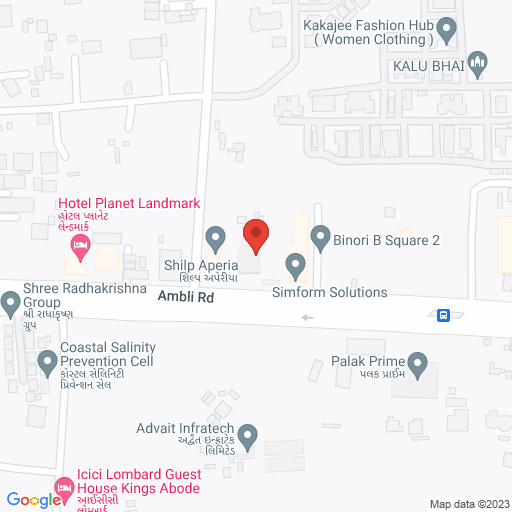 Kakajee Fashion Hub
( Women Clothing )
KALU BHAI
Hotel Planet Landmark
હોટલ પ્લાનેટ
લેન્ડમાર્ક
Binori B Square 2
Shilp Aperia
શિલ્પ અપેરીયા
Simform Solutions
Ambli Rd
Shree Radhakrishna
Group
શ્રી રાધાકૃષ્ણ
ગ્રુપ
Coastal Salinity
Prevention Cell
કોસ્ટલ સેલિનિટી
પ્રિવેન્શન સેલ
Palak Prime
પલક પ્રાઈમ
Advait Infratech
અદ્વૈત ઇન્ફ્રાટેક
લિમિટેડ
Icici Lombard Guest
House Kings Abode
આઈસીસી
લોમ્બાર્ડ
Google
Map data ©2023